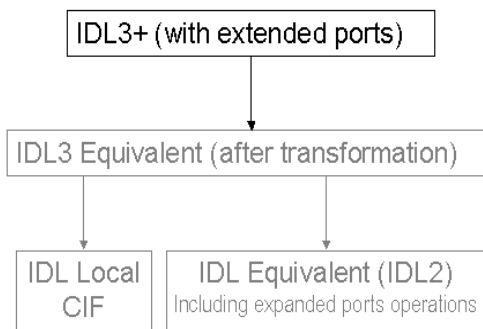 IDL3+ (with extended ports)
IDL3 Equivalent (after transformation)
IDL Local
CIF
IDL Equivalent (IDL2)
Including expanded ports operations